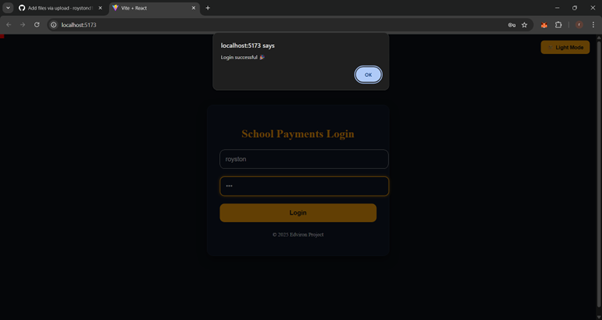 Add files via upload · royston/
Vite + React
localhost:5173
Light Mode
localhost:5173 says
Login successful 🎉
OK
School Payments Login
royston
•••
Login
© 2025 Edviron Project